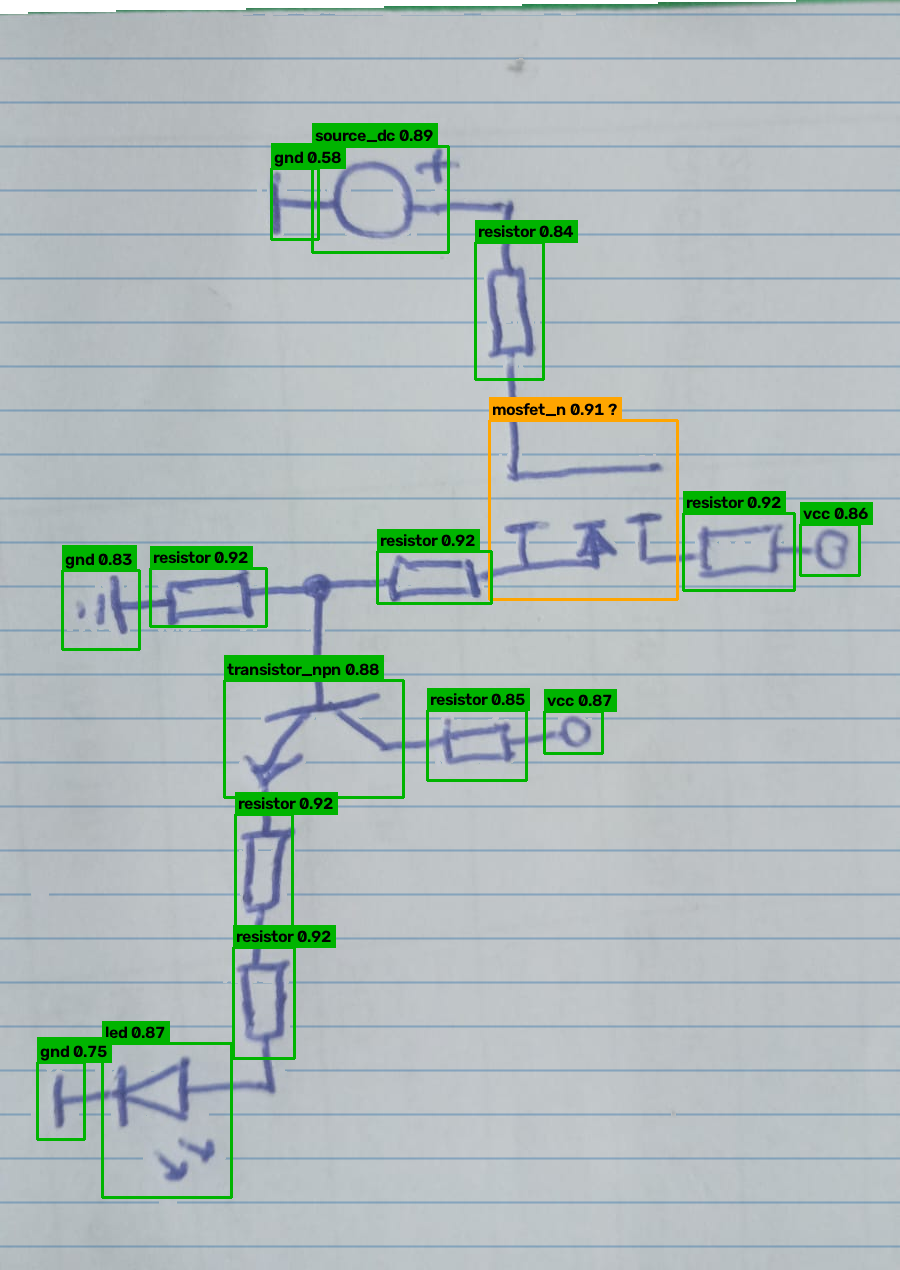 source_dc 0.89
gnd 0.58
+
resistor 0.84
mosfet_n 0.91 ?
resistor 0.92
vcc 0.86
resistor 0.92
gnd 0.83
resistor 0.92
transistor_npn 0.88
resistor 0.85
vcc 0.87
resistor 0.92
resistor 0.92
led 0.87
gnd 0.75